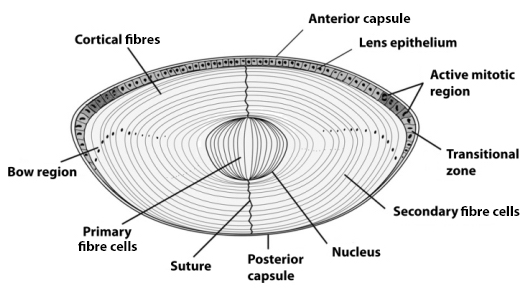 Anterior capsule
Cortical fibres
Lens epithelium
Active mitotic
region
Bow region
Transitional
zone
Secondary fibre cells
Primary
fibre cells
Nucleus
Suture
Posterior
capsule